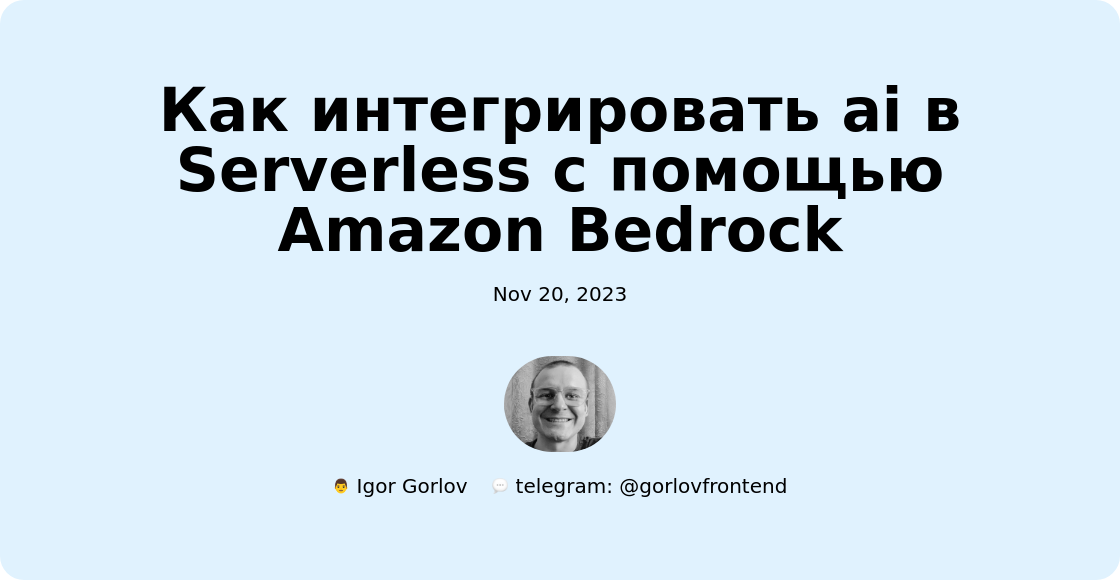 Как интегрировать ai в
Serverless с помощью
Amazon Bedrock
Nov 20, 2023
👨 Igor Gorlov 💬 telegram: @gorlovfrontend